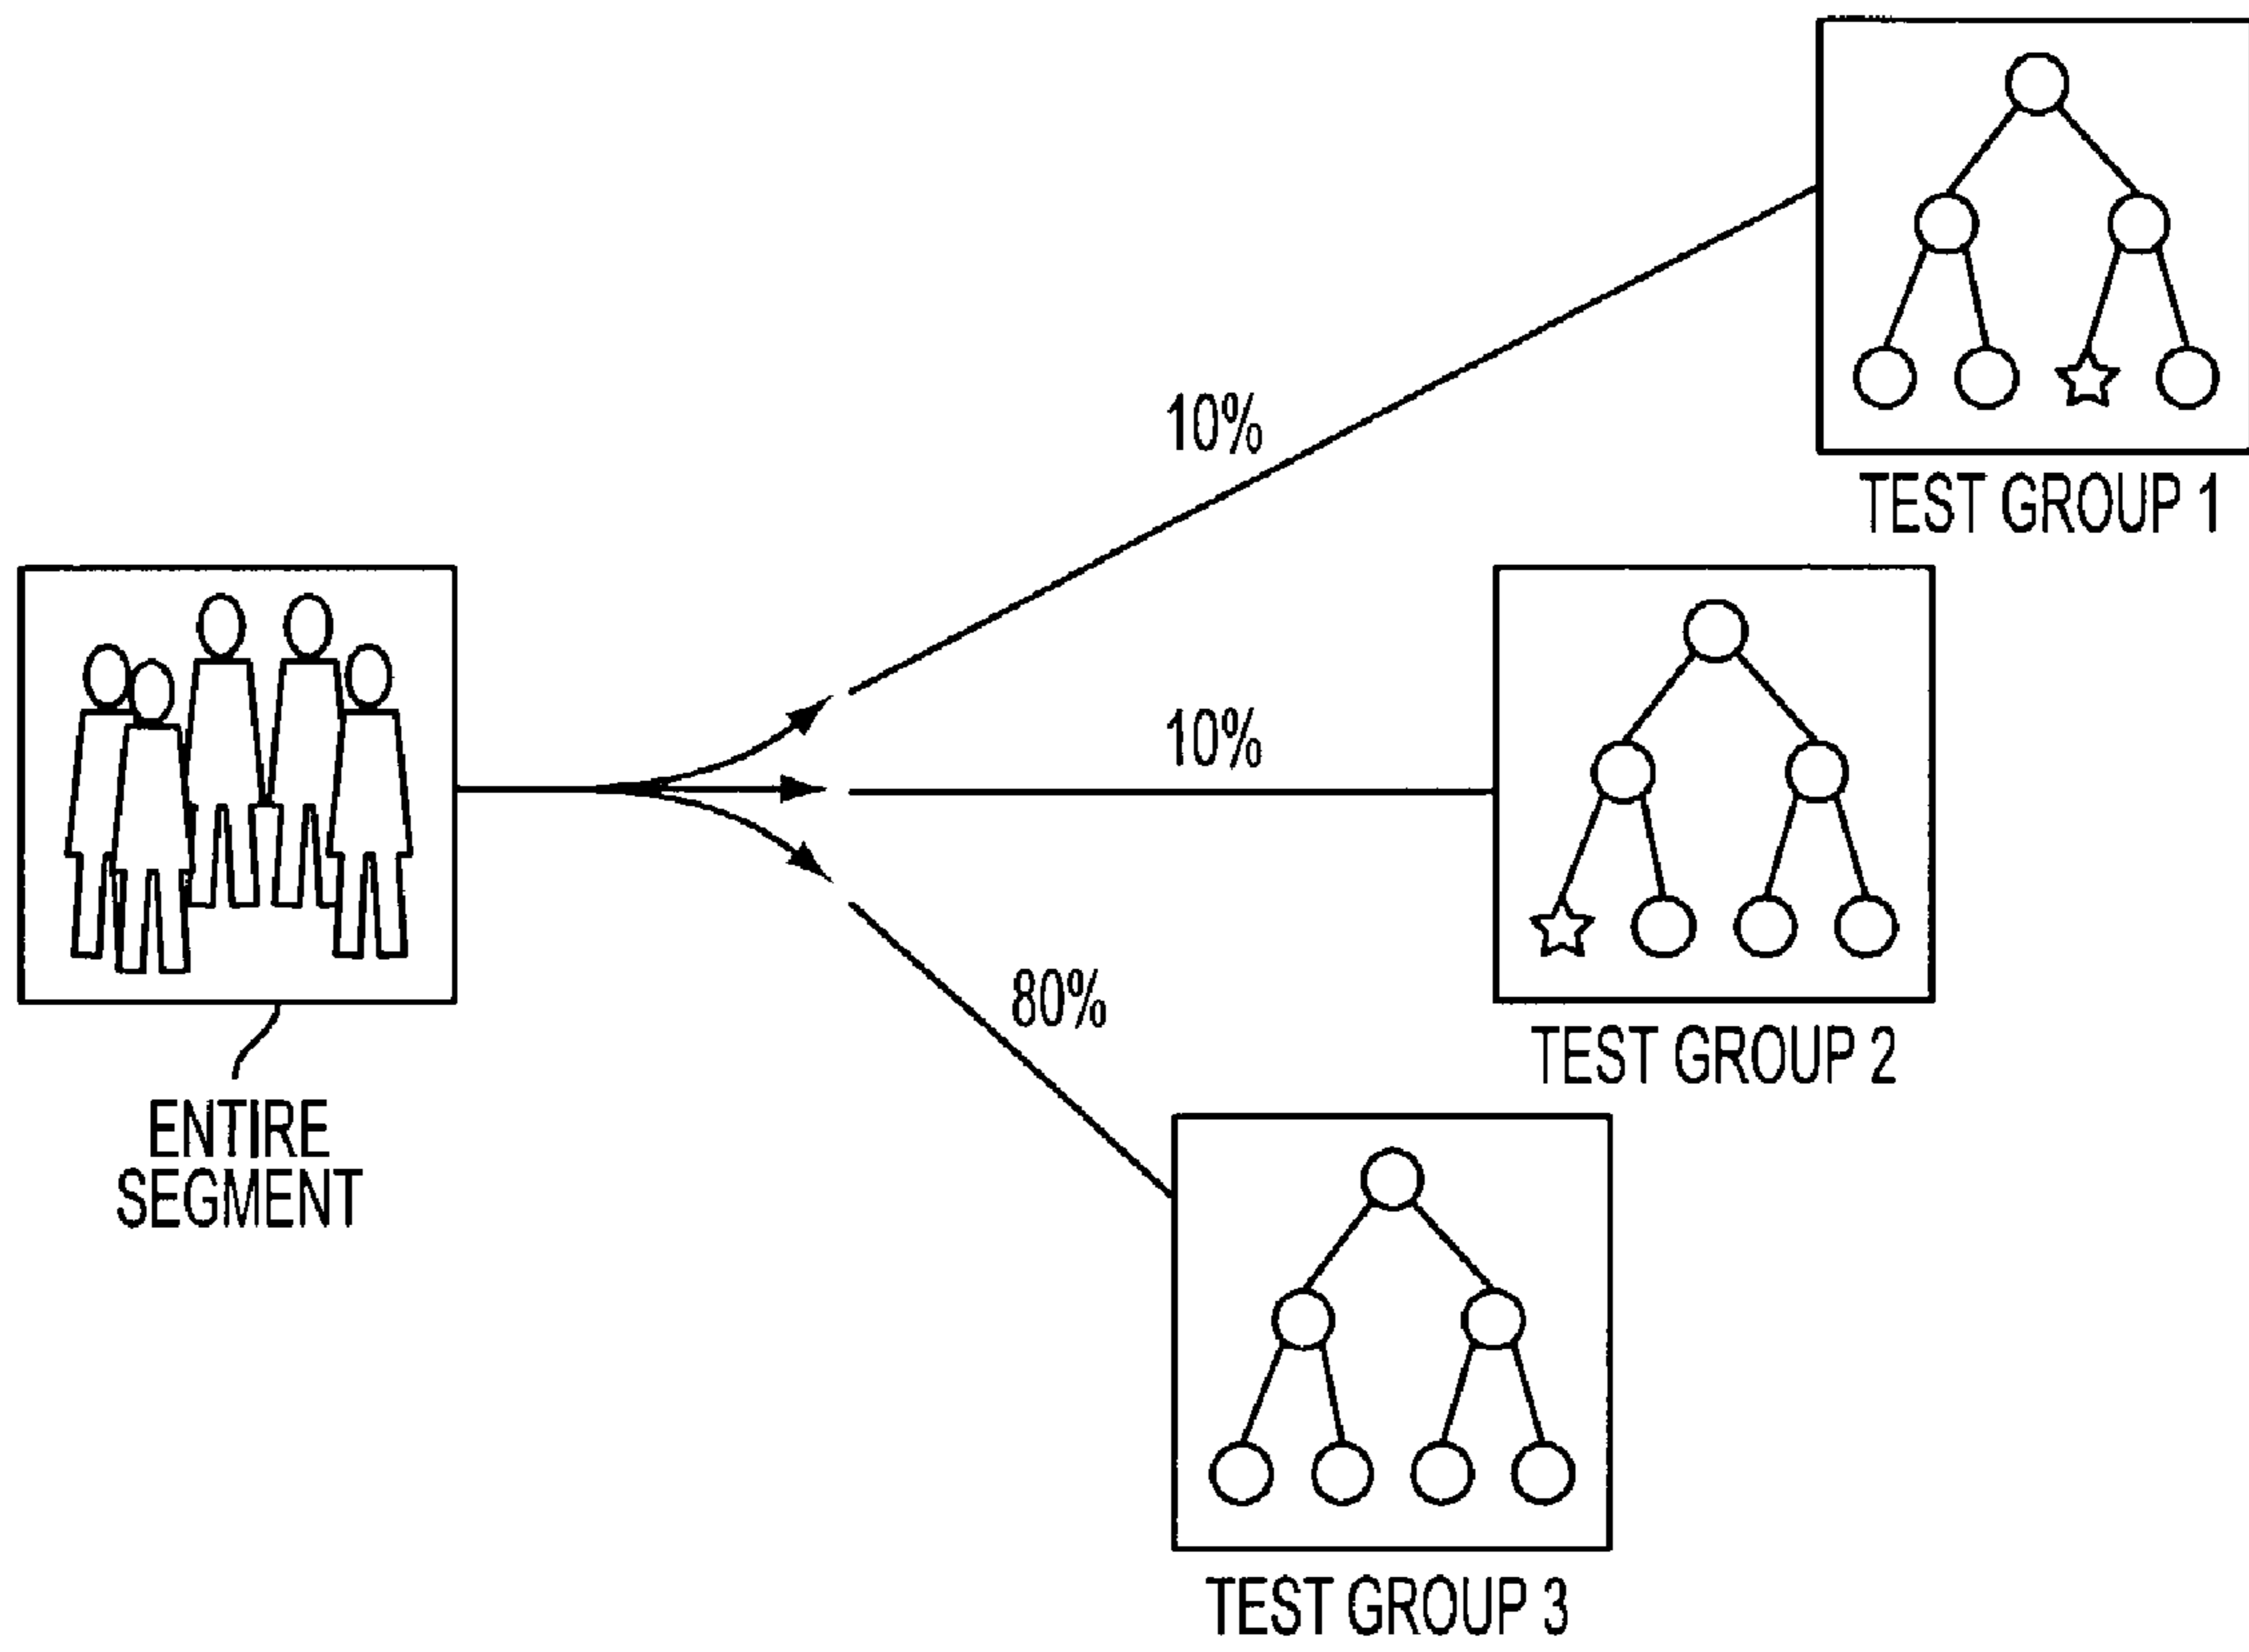 10%
TEST GROUP 1
10%
TEST GROUP 2
80%
ENTIRE
SEGMENT
TEST GROUP 3